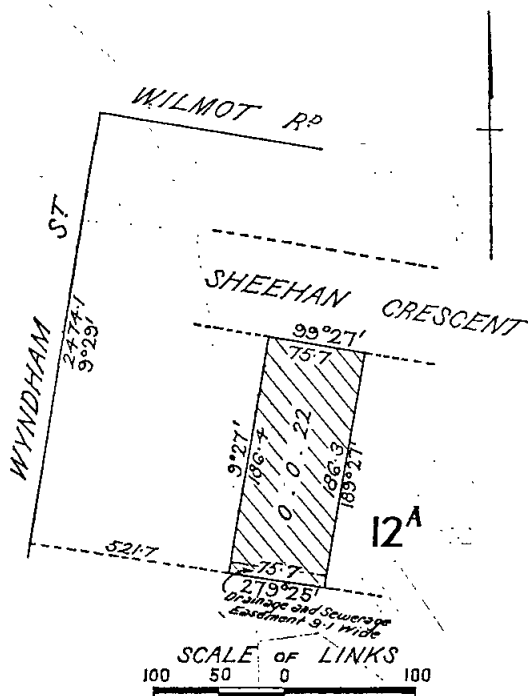 WILMOT RD
WYNDHAM ST
2474·1
9°29'
SHEEHAN CRESCENT
99°27'
75·7
9°27'
186·4
0 . 0 . 22
186·3
189°27'
12A
521·7
75·7
279°25'
Drainage and Sewerage
Easement 9·1 Wide
SCALE OF LINKS
100 50 0 100